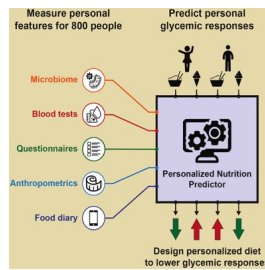 Measure personal
features for 800 people
Predict personal
glycemic responses
Microbiome
Blood tests
Questionnaires
Anthropometrics
Food diary
Personalized Nutrition
Predictor
Design personalized diet
to lower glycemic response